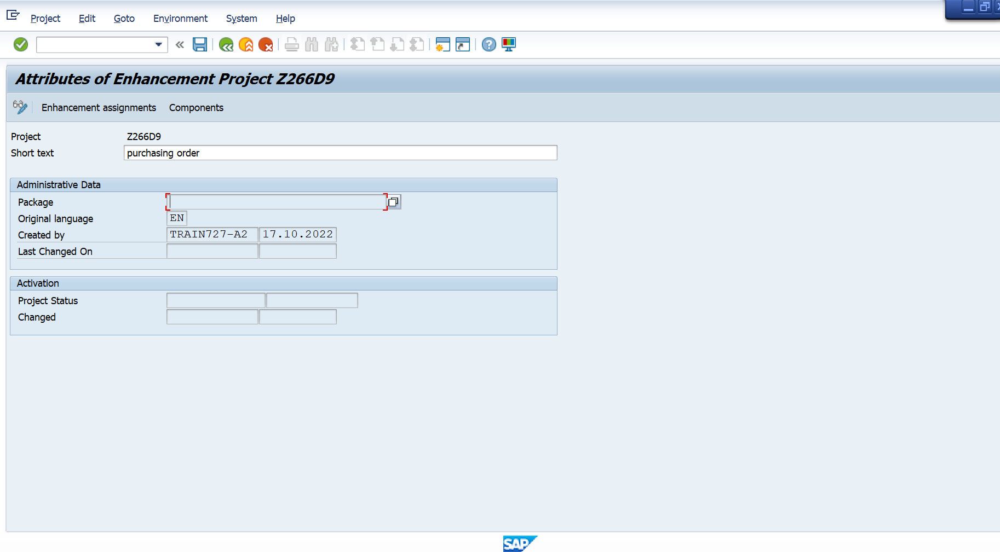 Project Edit Goto Environment System Help
Attributes of Enhancement Project Z266D9
Enhancement assignments Components
Project Z266D9
Short text purchasing order
Administrative Data
Package
Original language EN
Created by TRAIN727-A2 17.10.2022
Last Changed On
Activation
Project Status
Changed
SAP